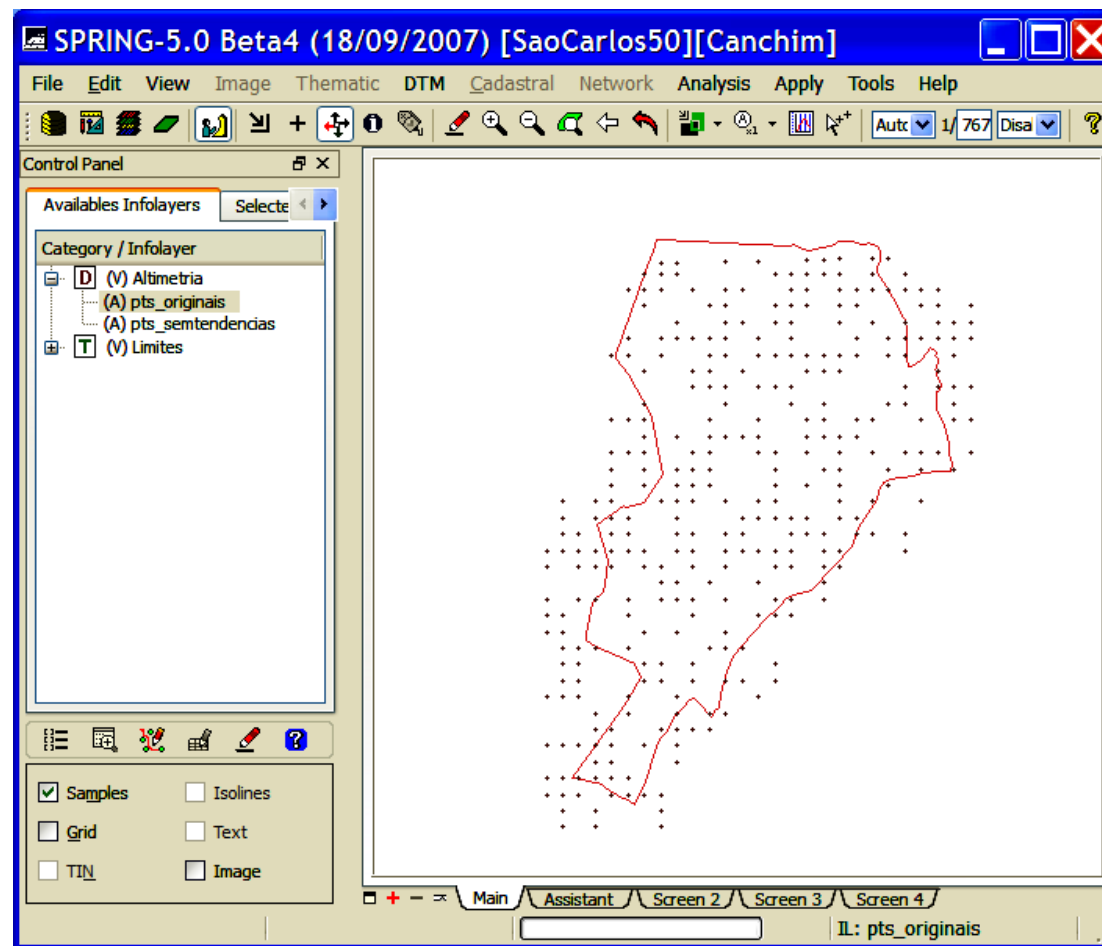 SPRING-5.0 Beta4 (18/09/2007) [SaoCarlos50][Canchim]
File Edit View Image Thematic DTM Cadastral Network Analysis Apply Tools Help
1/ 767 Disa
Control Panel
Availables Infolayers Selecte
Category / Infolayer
D (V) Altimetria
(A) pts_originais
(A) pts_semtendencias
T (V) Limites
Samples Isolines
Grid Text
TIN Image
Main Assistant Screen 2 Screen 3 Screen 4
IL: pts_originais